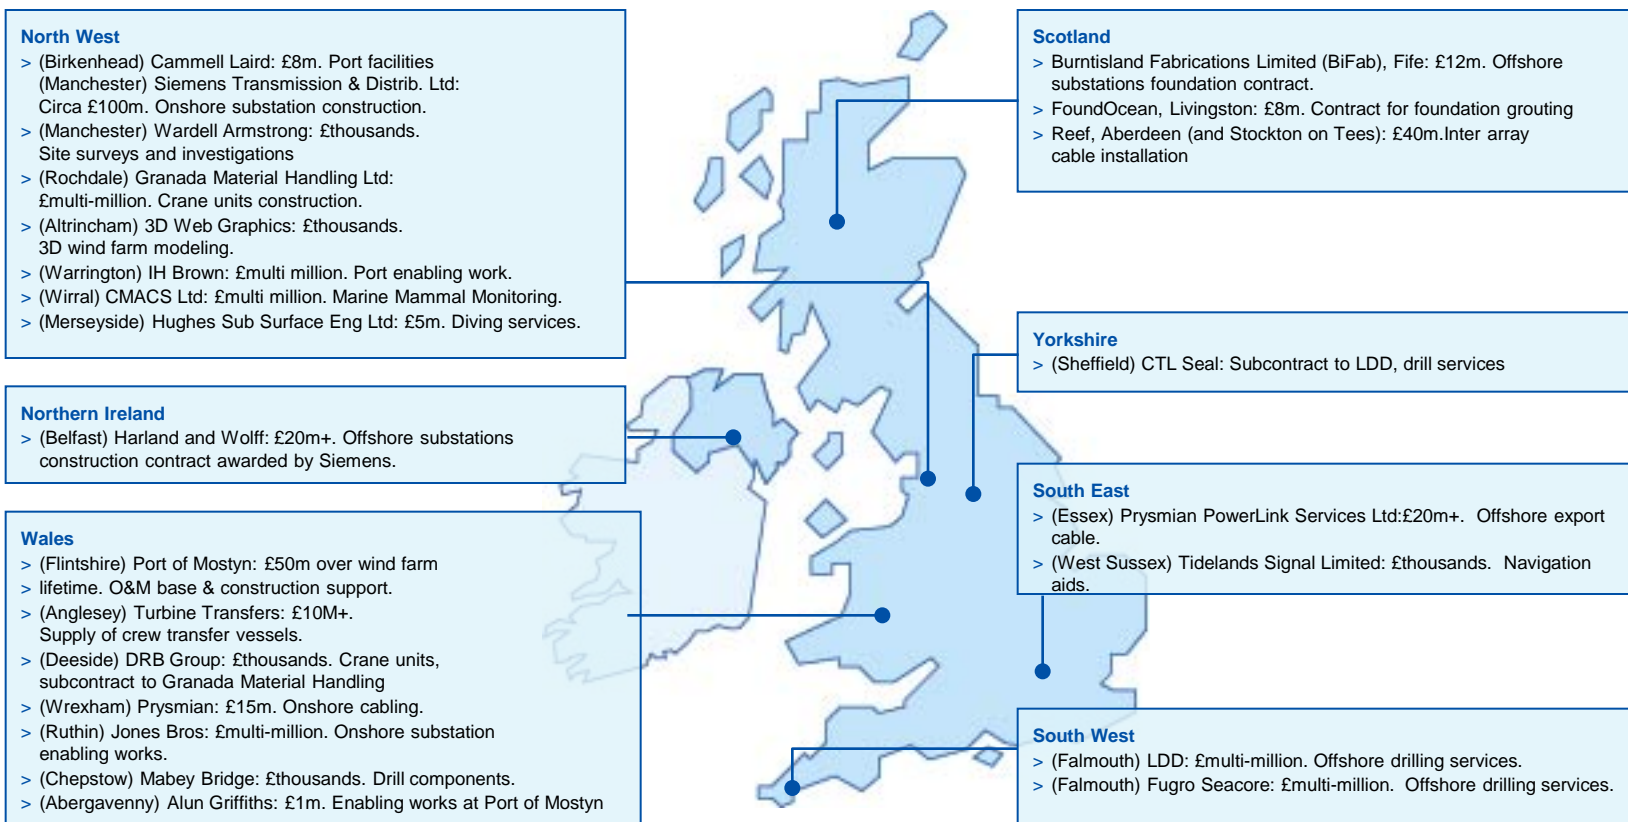 North West
> (Birkenhead) Cammell Laird: £8m. Port facilities
(Manchester) Siemens Transmission & Distrib. Ltd:
Circa £100m. Onshore substation construction.
> (Manchester) Wardell Armstrong: £thousands.
Site surveys and investigations
> (Rochdale) Granada Material Handling Ltd:
£multi-million. Crane units construction.
> (Altrincham) 3D Web Graphics: £thousands.
3D wind farm modeling.
> (Warrington) IH Brown: £multi million. Port enabling work.
> (Wirral) CMACS Ltd: £multi million. Marine Mammal Monitoring.
> (Merseyside) Hughes Sub Surface Eng Ltd: £5m. Diving services.
Northern Ireland
> (Belfast) Harland and Wolff: £20m+. Offshore substations
construction contract awarded by Siemens.
Wales
> (Flintshire) Port of Mostyn: £50m over wind farm
> lifetime. O&M base & construction support.
> (Anglesey) Turbine Transfers: £10M+.
Supply of crew transfer vessels.
> (Deeside) DRB Group: £thousands. Crane units,
subcontract to Granada Material Handling
> (Wrexham) Prysmian: £15m. Onshore cabling.
> (Ruthin) Jones Bros: £multi-million. Onshore substation
enabling works.
> (Chepstow) Mabey Bridge: £thousands. Drill components.
> (Abergavenny) Alun Griffiths: £1m. Enabling works at Port of Mostyn
Scotland
> Burntisland Fabrications Limited (BiFab), Fife: £12m. Offshore
substations foundation contract.
> FoundOcean, Livingston: £8m. Contract for foundation grouting
> Reef, Aberdeen (and Stockton on Tees): £40m.Inter array
cable installation
Yorkshire
> (Sheffield) CTL Seal: Subcontract to LDD, drill services
South East
> (Essex) Prysmian PowerLink Services Ltd:£20m+. Offshore export
cable.
> (West Sussex) Tidelands Signal Limited: £thousands. Navigation
aids.
South West
> (Falmouth) LDD: £multi-million. Offshore drilling services.
> (Falmouth) Fugro Seacore: £multi-million. Offshore drilling services.